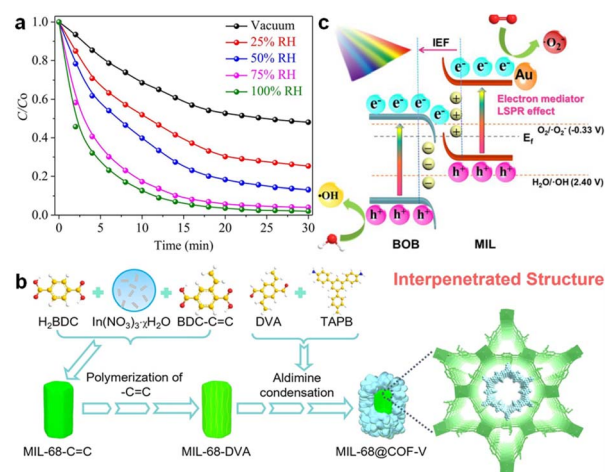 a
C/Co
1.0
0.8
0.6
0.4
0.2
0.0
0
5
10
15
20
25
30
Time (min)
Vacuum
25% RH
50% RH
75% RH
100% RH
c
IEF
e⁻ e⁻ e⁻
·O₂⁻
Au
e⁻ e⁻ e⁻
e⁻
Electron mediator
LSPR effect
O₂/·O₂⁻ (-0.33 V)
E_f
H₂O/·OH (2.40 V)
·OH
h⁺ h⁺ h⁺
h⁺ h⁺ h⁺
BOB
MIL
b
H₂BDC
In(NO₃)₃·χH₂O
BDC-C=C
DVA
TAPB
Interpenetrated Structure
Polymerization of
-C=C
Aldimine
condensation
MIL-68-C=C
MIL-68-DVA
MIL-68@COF-V